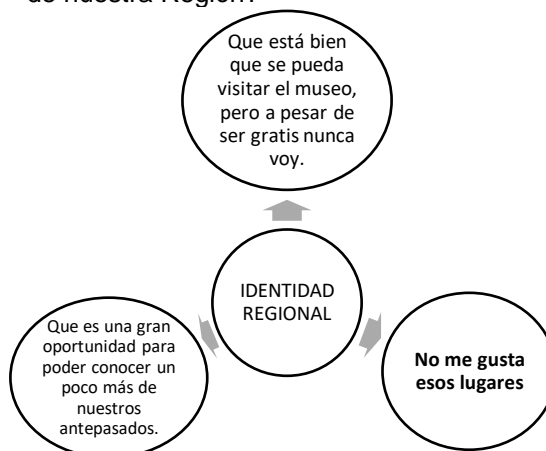 de nuestra Región?
Que está bien
que se pueda
visitar el museo,
pero a pesar de
ser gratis nunca
voy.
IDENTIDAD
REGIONAL
Que es una gran
oportunidad para
poder conocer un
poco más de
nuestros
antepasados.
No me gusta
esos lugares